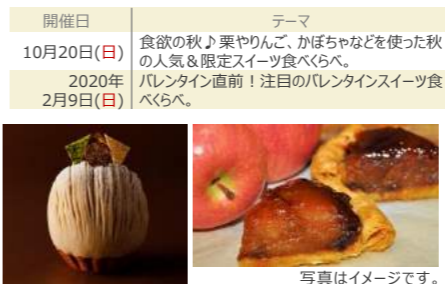 開催日 テーマ
10月20日(日) 食欲の秋♪栗やりんご、かぼちゃなどを使った秋
の人気＆限定スイーツ食べくらべ。
2020年 バレンタイン直前！注目のバレンタインスイーツ食
2月9日(日) べくらべ。
写真はイメージです。